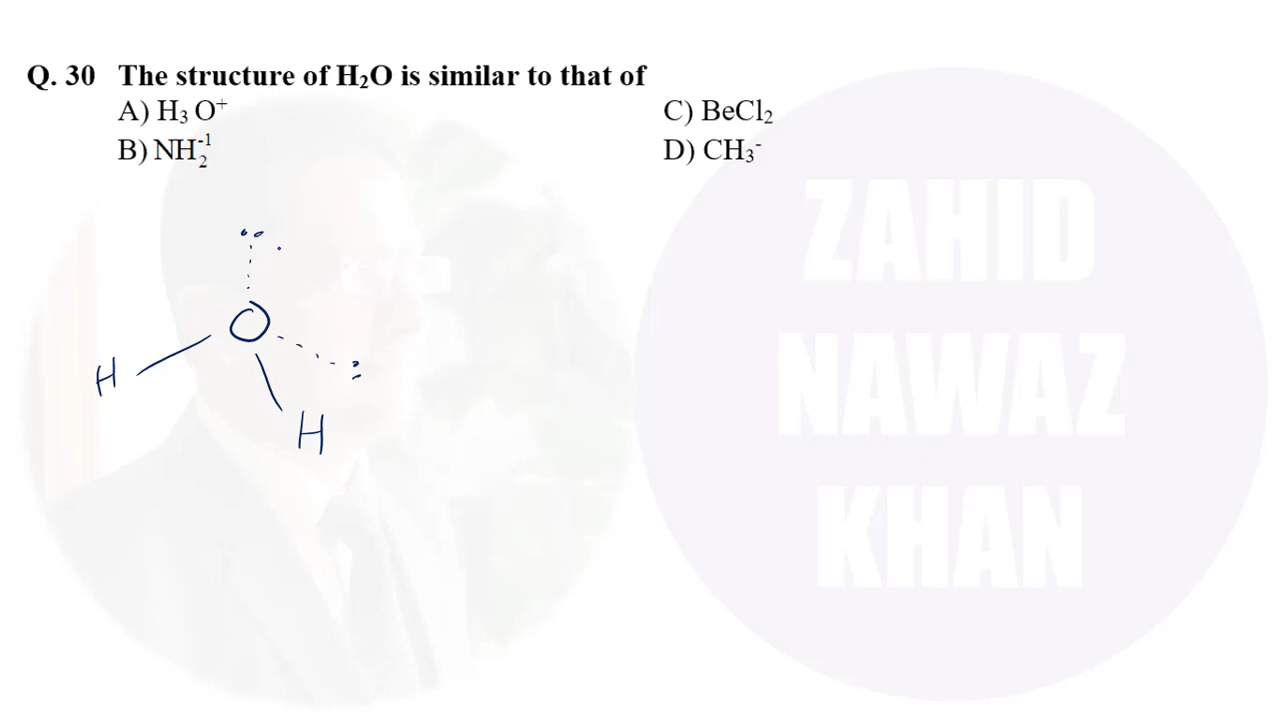 Q. 30 The structure of H₂O is similar to that of
A) H₃ O⁺ C) BeCl₂
B) NH₂⁻¹ D) CH₃⁻
O
H
H
ZAHID
NAWAZ
KHAN